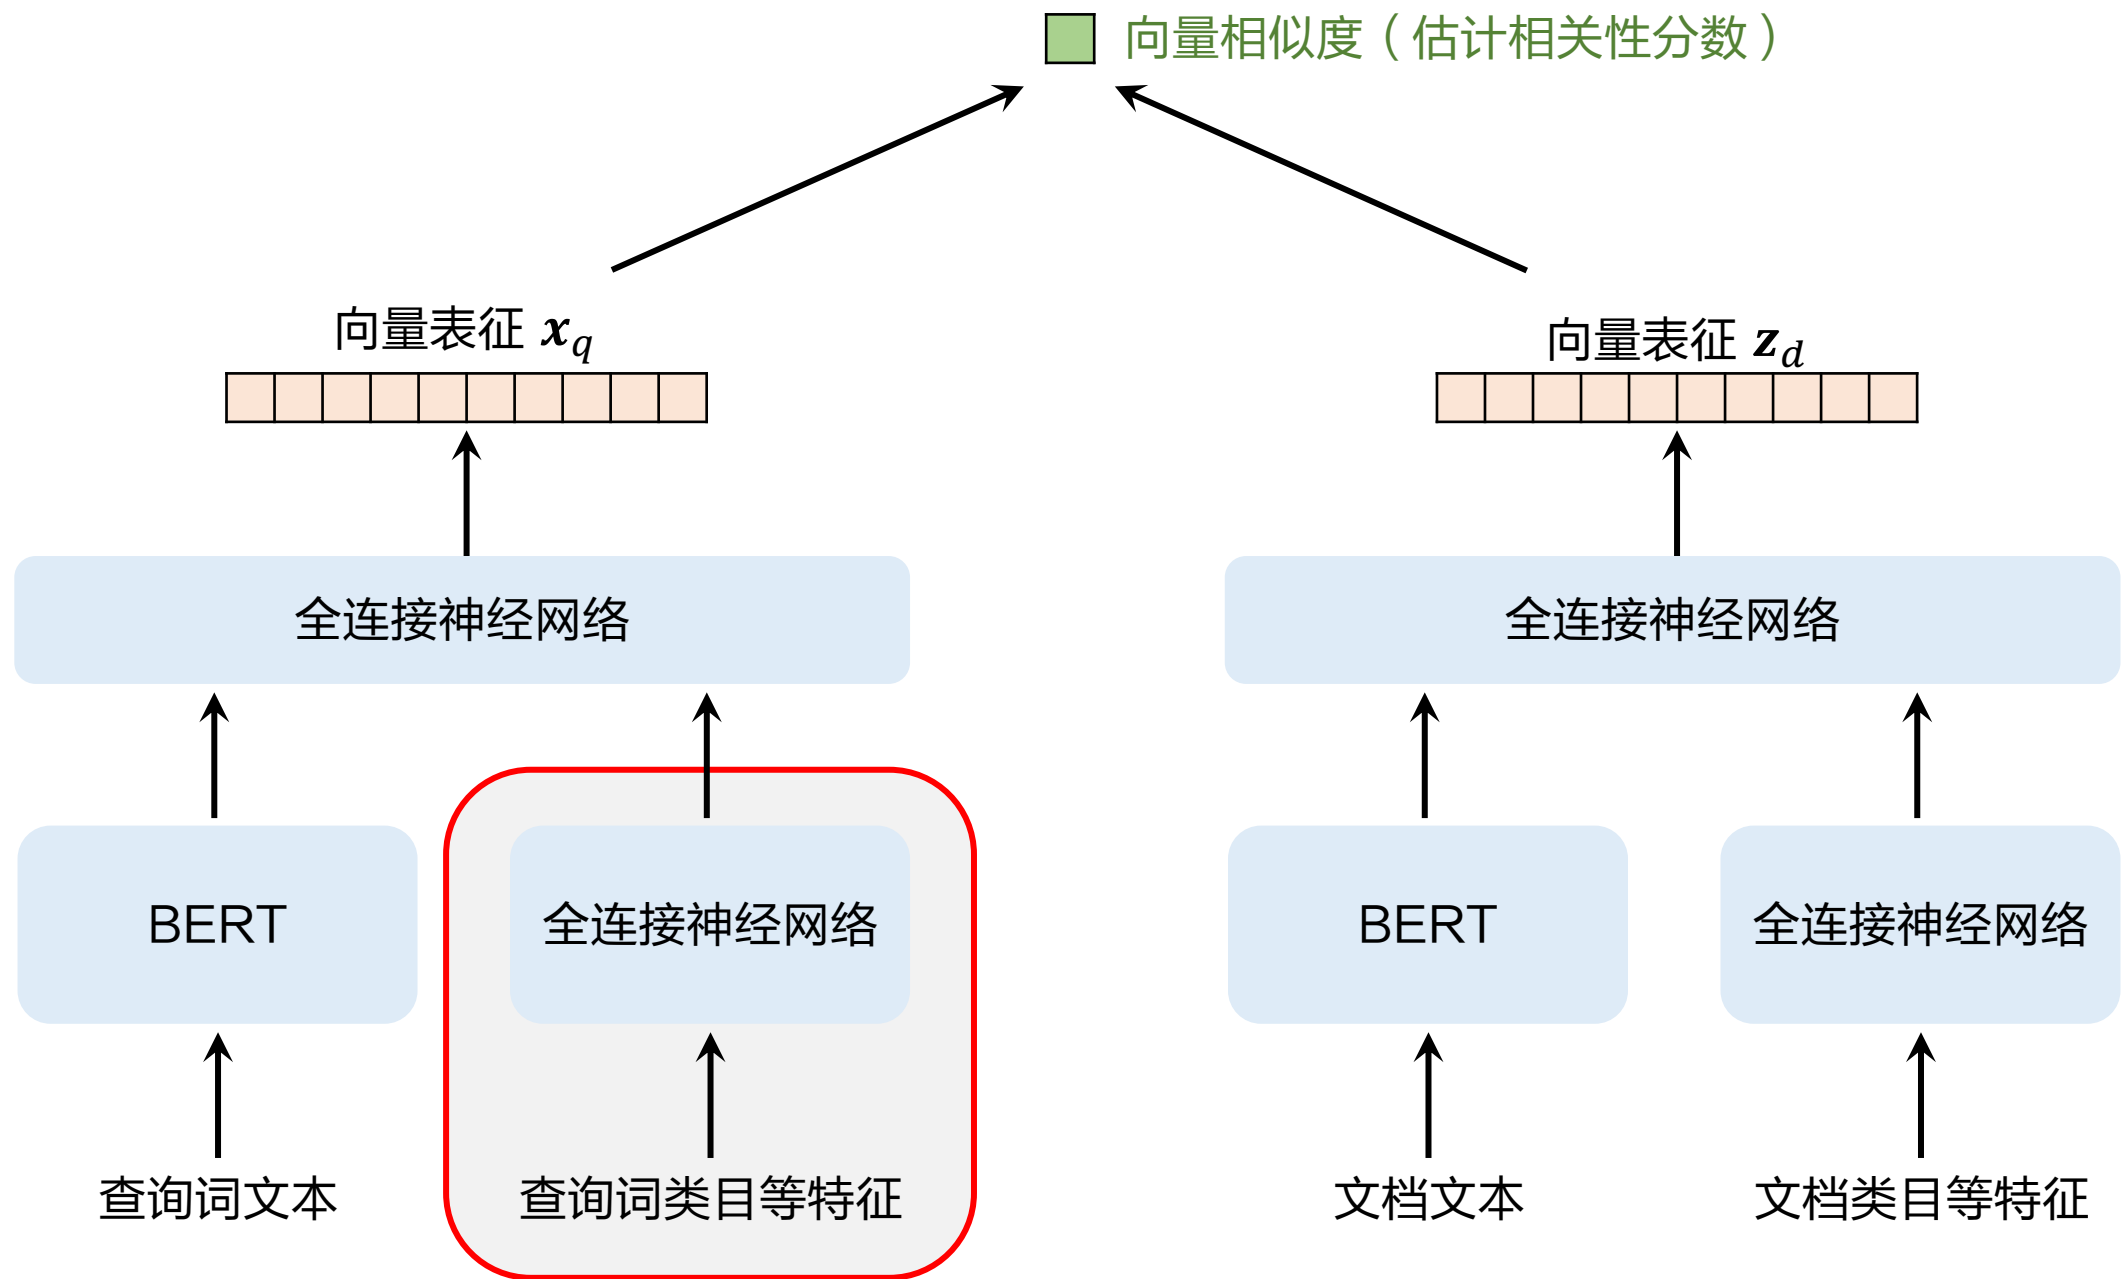 向量相似度（估计相关性分数）
向量表征 x_q
向量表征 z_d
全连接神经网络
全连接神经网络
BERT
全连接神经网络
BERT
全连接神经网络
查询词文本
查询词类目等特征
文档文本
文档类目等特征